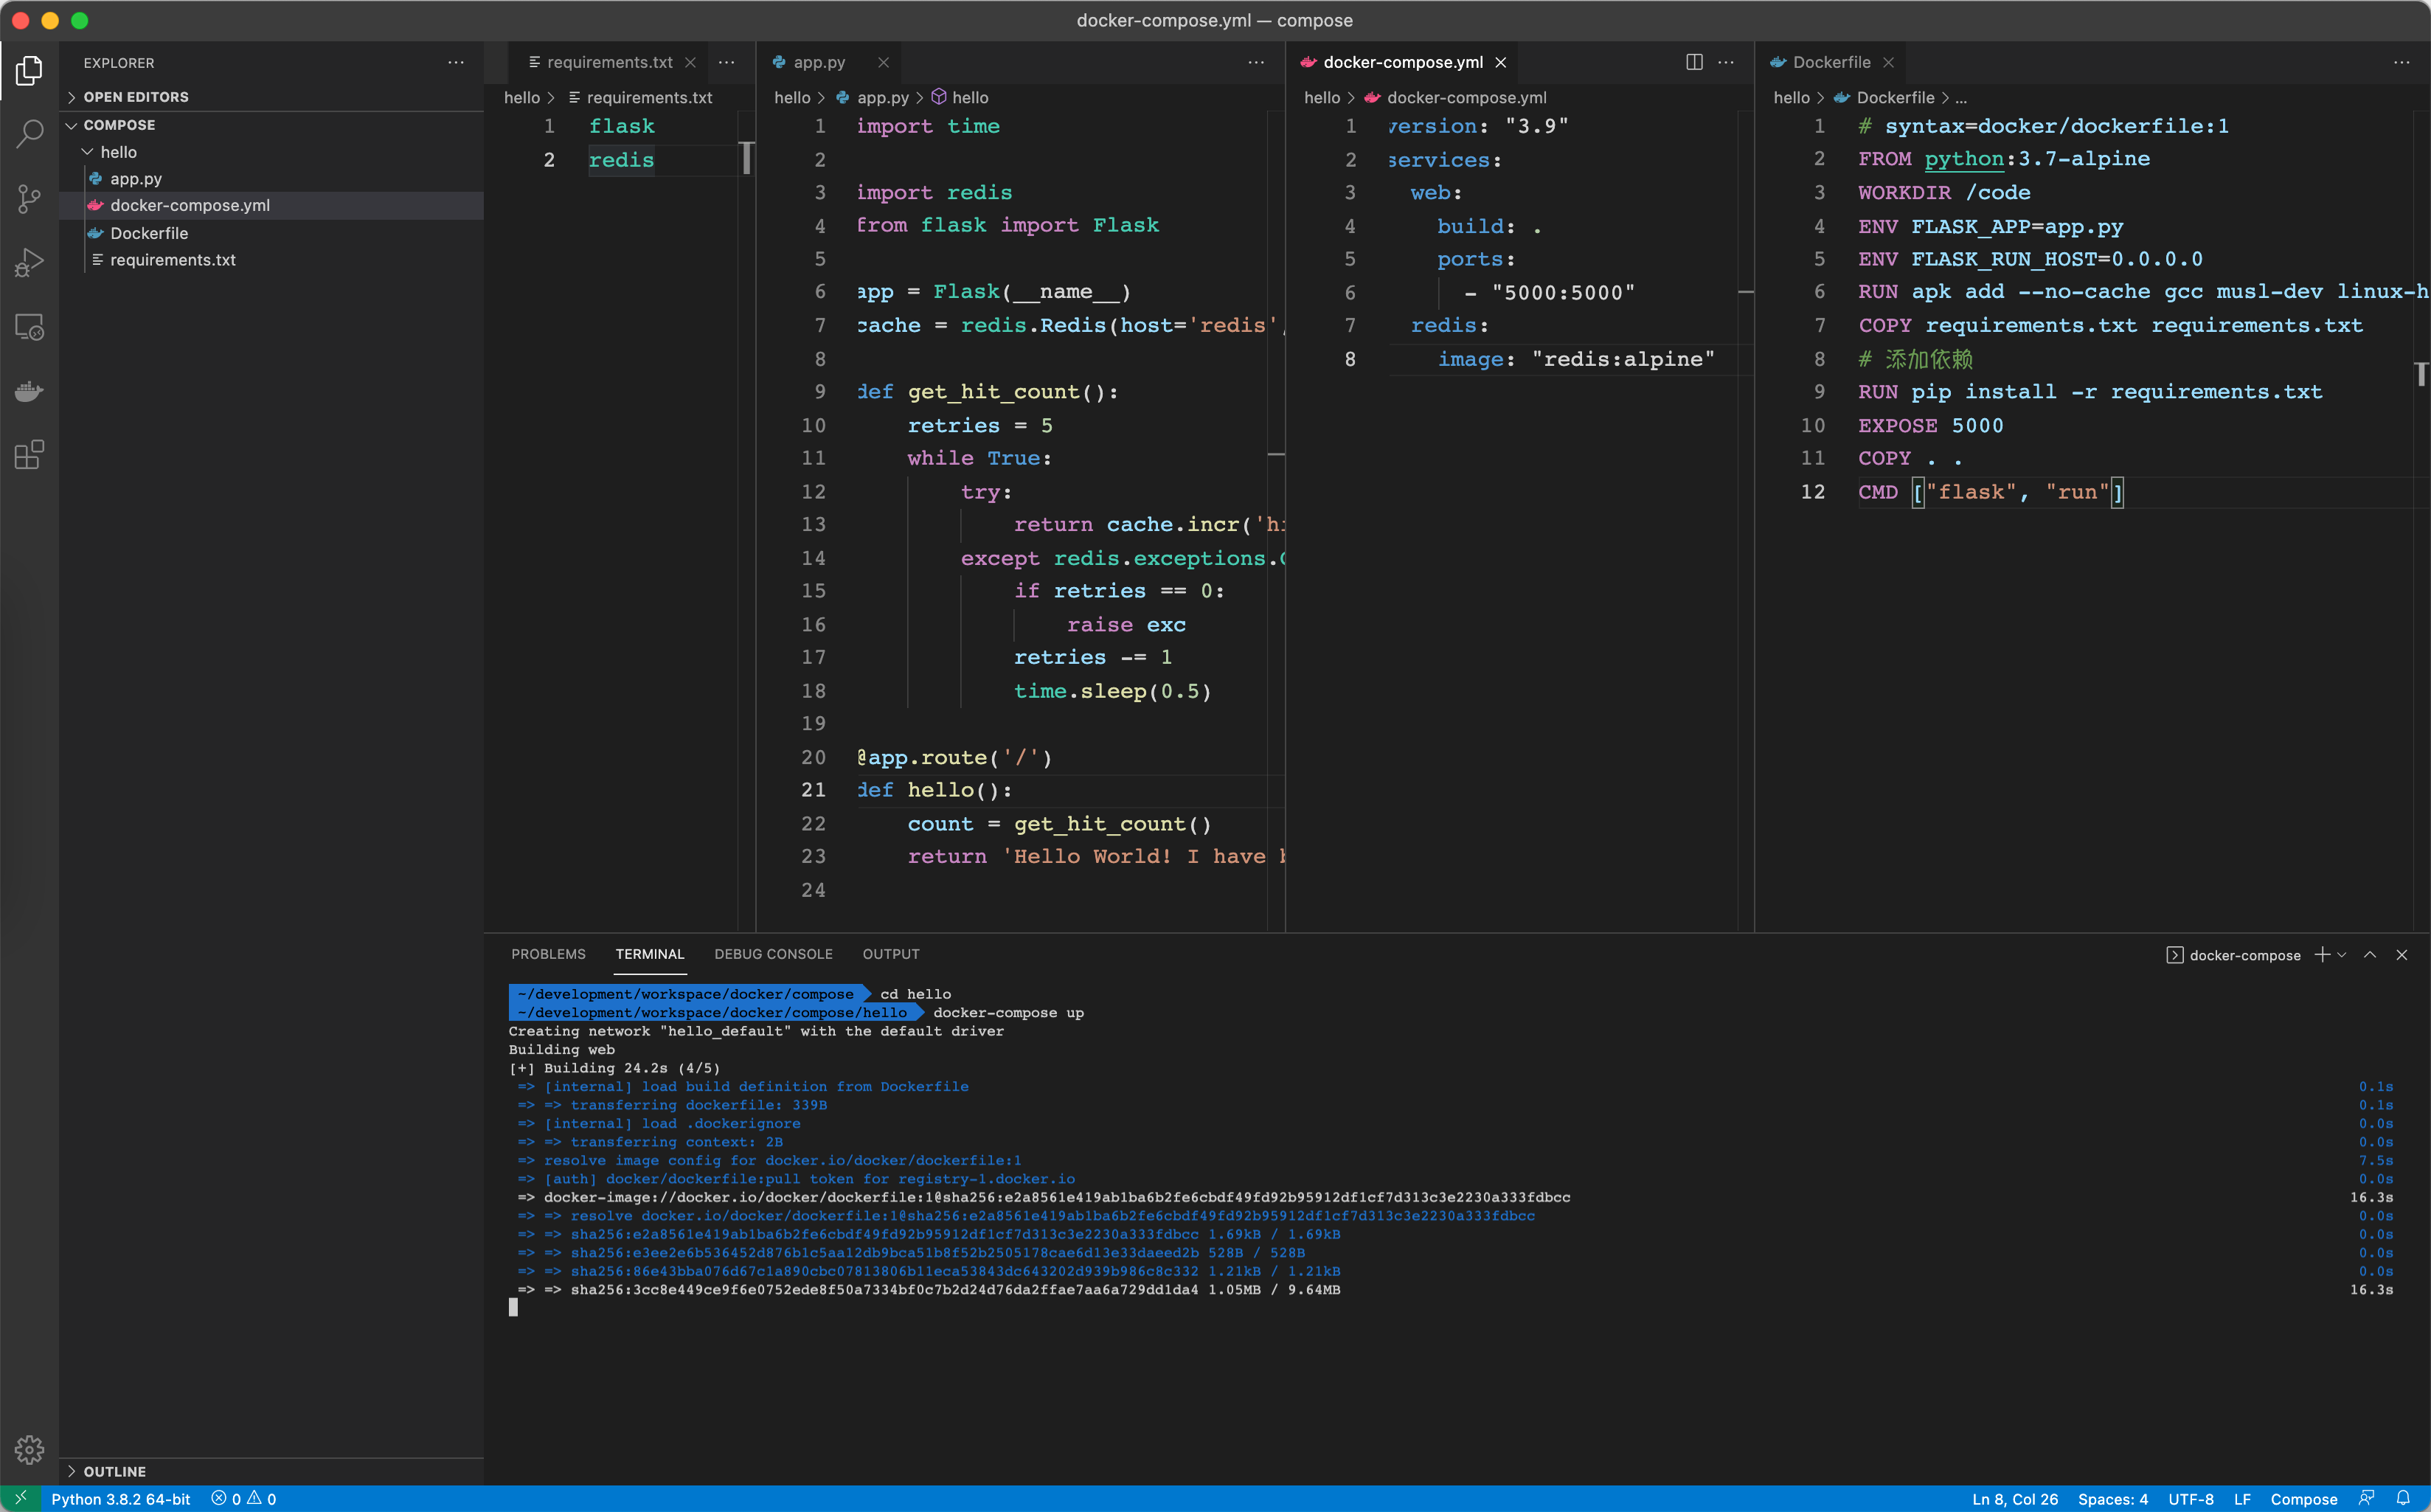 docker-compose.yml — compose
EXPLORER
OPEN EDITORS
COMPOSE
hello
app.py
docker-compose.yml
Dockerfile
requirements.txt
OUTLINE
requirements.txt
hello > requirements.txt
1 flask
2 redis
app.py
hello > app.py > hello
1 import time
2
3 import redis
4 from flask import Flask
5
6 app = Flask(__name__)
7 cache = redis.Redis(host='redis',
8
9 def get_hit_count():
10 retries = 5
11 while True:
12 try:
13 return cache.incr('hi
14 except redis.exceptions.
15 if retries == 0:
16 raise exc
17 retries -= 1
18 time.sleep(0.5)
19
20 @app.route('/')
21 def hello():
22 count = get_hit_count()
23 return 'Hello World! I have
24
docker-compose.yml
hello > docker-compose.yml
1 version: "3.9"
2 services:
3 web:
4 build: .
5 ports:
6 - "5000:5000"
7 redis:
8 image: "redis:alpine"
Dockerfile
hello > Dockerfile > ...
1 # syntax=docker/dockerfile:1
2 FROM python:3.7-alpine
3 WORKDIR /code
4 ENV FLASK_APP=app.py
5 ENV FLASK_RUN_HOST=0.0.0.0
6 RUN apk add --no-cache gcc musl-dev linux-h
7 COPY requirements.txt requirements.txt
8 # 添加依赖
9 RUN pip install -r requirements.txt
10 EXPOSE 5000
11 COPY . .
12 CMD ["flask", "run"]
PROBLEMS TERMINAL DEBUG CONSOLE OUTPUT docker-compose
~/development/workspace/docker/compose cd hello
~/development/workspace/docker/compose/hello docker-compose up
Creating network "hello_default" with the default driver
Building web
[+] Building 24.2s (4/5)
=> [internal] load build definition from Dockerfile 0.1s
=> => transferring dockerfile: 339B 0.1s
=> [internal] load .dockerignore 0.0s
=> => transferring context: 2B 0.0s
=> resolve image config for docker.io/docker/dockerfile:1 7.5s
=> [auth] docker/dockerfile:pull token for registry-1.docker.io 0.0s
=> docker-image://docker.io/docker/dockerfile:1@sha256:e2a8561e419ab1ba6b2fe6cbdf49fd92b95912df1cf7d313c3e2230a333fdbcc 16.3s
=> => resolve docker.io/docker/dockerfile:1@sha256:e2a8561e419ab1ba6b2fe6cbdf49fd92b95912df1cf7d313c3e2230a333fdbcc 0.0s
=> => sha256:e2a8561e419ab1ba6b2fe6cbdf49fd92b95912df1cf7d313c3e2230a333fdbcc 1.69kB / 1.69kB 0.0s
=> => sha256:e3ee2e6b536452d876b1c5aa12db9bca51b8f52b2505178cae6d13e33daeed2b 528B / 528B 0.0s
=> => sha256:86e43bba076d67c1a890cbc07813806b11eca53843dc643202d939b986c8c332 1.21kB / 1.21kB 0.0s
=> => sha256:3cc8e449ce9f6e0752ede8f50a7334bf0c7b2d24d76da2ffae7aa6a729dd1da4 1.05MB / 9.64MB 16.3s
Python 3.8.2 64-bit 0 0 Ln 8, Col 26 Spaces: 4 UTF-8 LF Compose